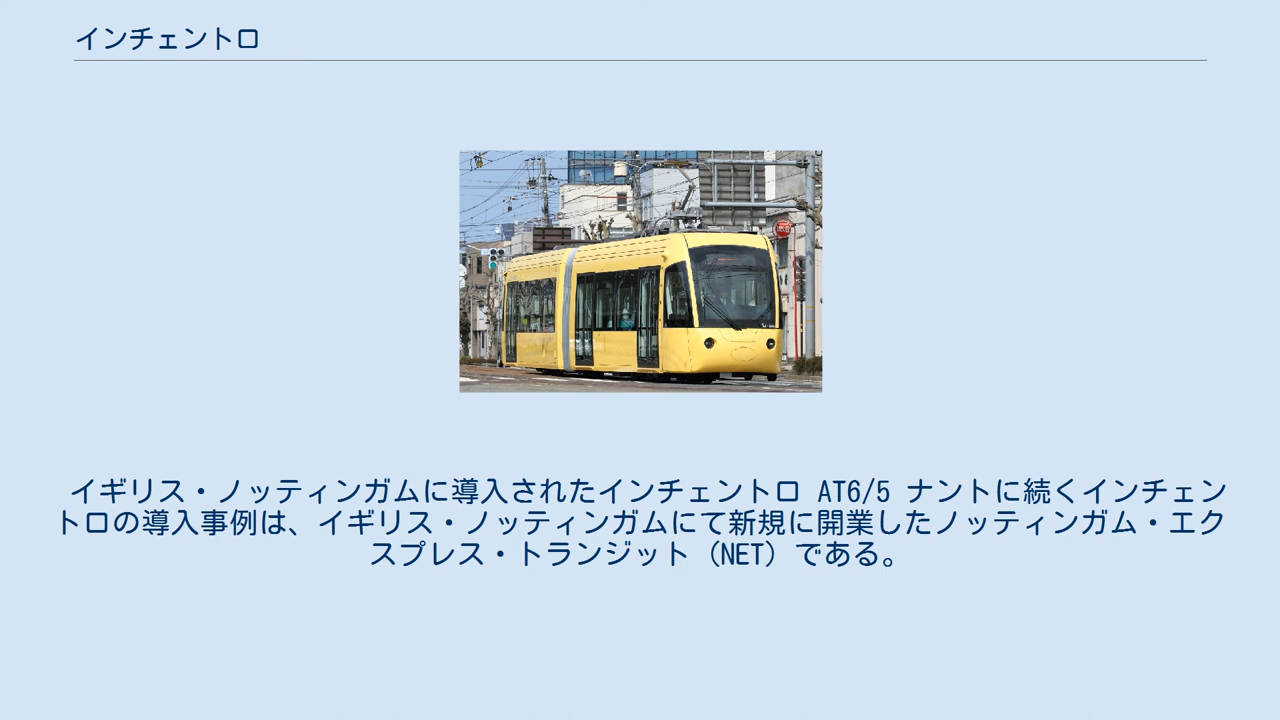 インチェントロ
イギリス・ノッティンガムに導入されたインチェントロ AT6/5 ナントに続くインチェン
トロの導入事例は、イギリス・ノッティンガムにて新規に開業したノッティンガム・エク
スプレス・トランジット（NET）である。